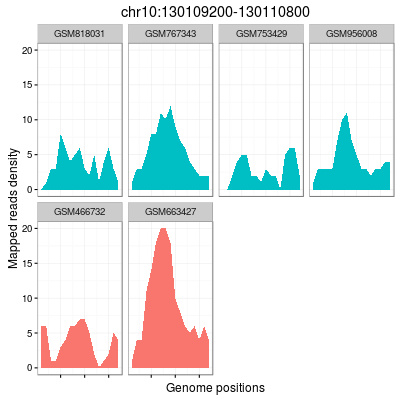 chr10:130109200-130110800
GSM818031 GSM767343 GSM753429 GSM956008
20
15
10
5
0
Mapped reads density
GSM466732 GSM663427
20
15
10
5
0
Genome positions